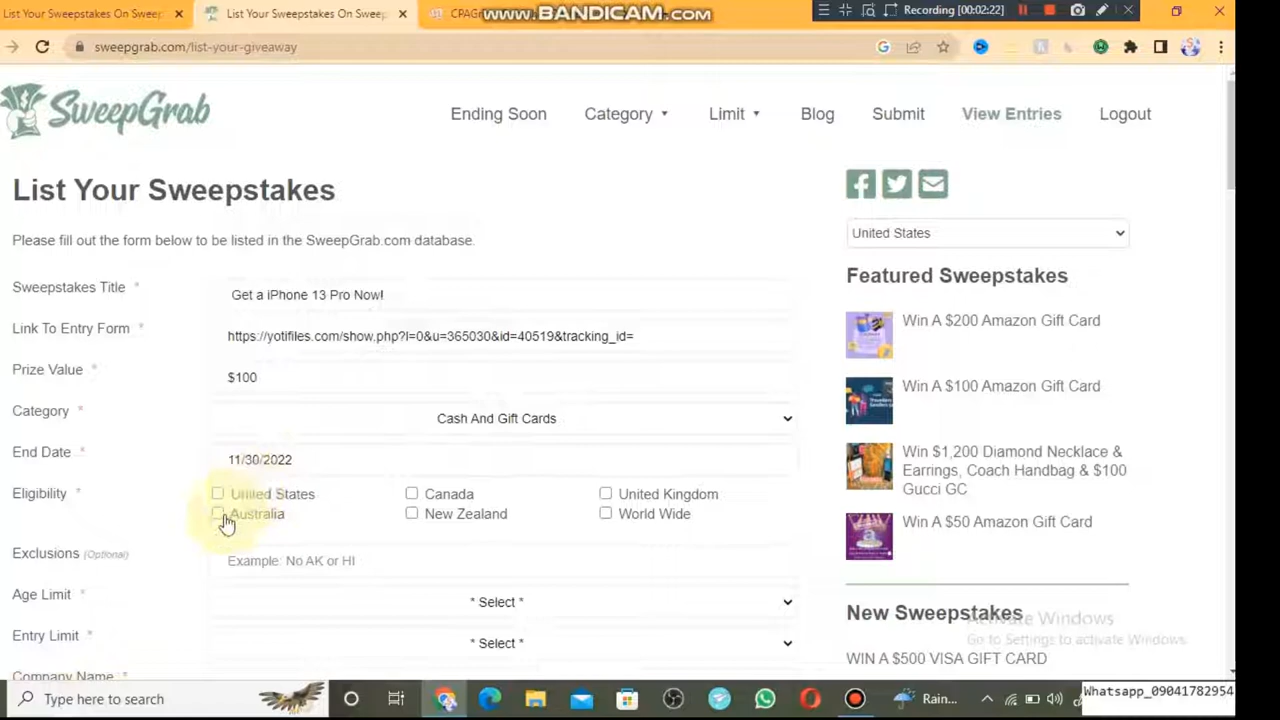 List Your Sweepstakes On Sweep
List Your Sweepstakes On Sweep
CPAG
www.BANDICAM.com
Recording [00:02:22]
sweepgrab.com/list-your-giveaway
SweepGrab
Ending Soon
Category
Limit
Blog
Submit
View Entries
Logout
List Your Sweepstakes
Please fill out the form below to be listed in the SweepGrab.com database.
Sweepstakes Title *
Get a iPhone 13 Pro Now!
Link To Entry Form *
https://yotifiles.com/show.php?l=0&u=365030&id=40519&tracking_id=
Prize Value *
$100
Category *
Cash And Gift Cards
End Date *
11/30/2022
Eligibility *
United States
Canada
United Kingdom
Australia
New Zealand
World Wide
Exclusions (Optional)
Example: No AK or HI
Age Limit *
* Select *
Entry Limit *
* Select *
Company Name *
United States
Featured Sweepstakes
Win A $200 Amazon Gift Card
Win A $100 Amazon Gift Card
Win $1,200 Diamond Necklace &
Earrings, Coach Handbag & $100
Gucci GC
Win A $50 Amazon Gift Card
New Sweepstakes
WIN A $500 VISA GIFT CARD
Activate Windows
Go to Settings to activate Windows.
Type here to search
Rain...
Whatsapp_09041782954